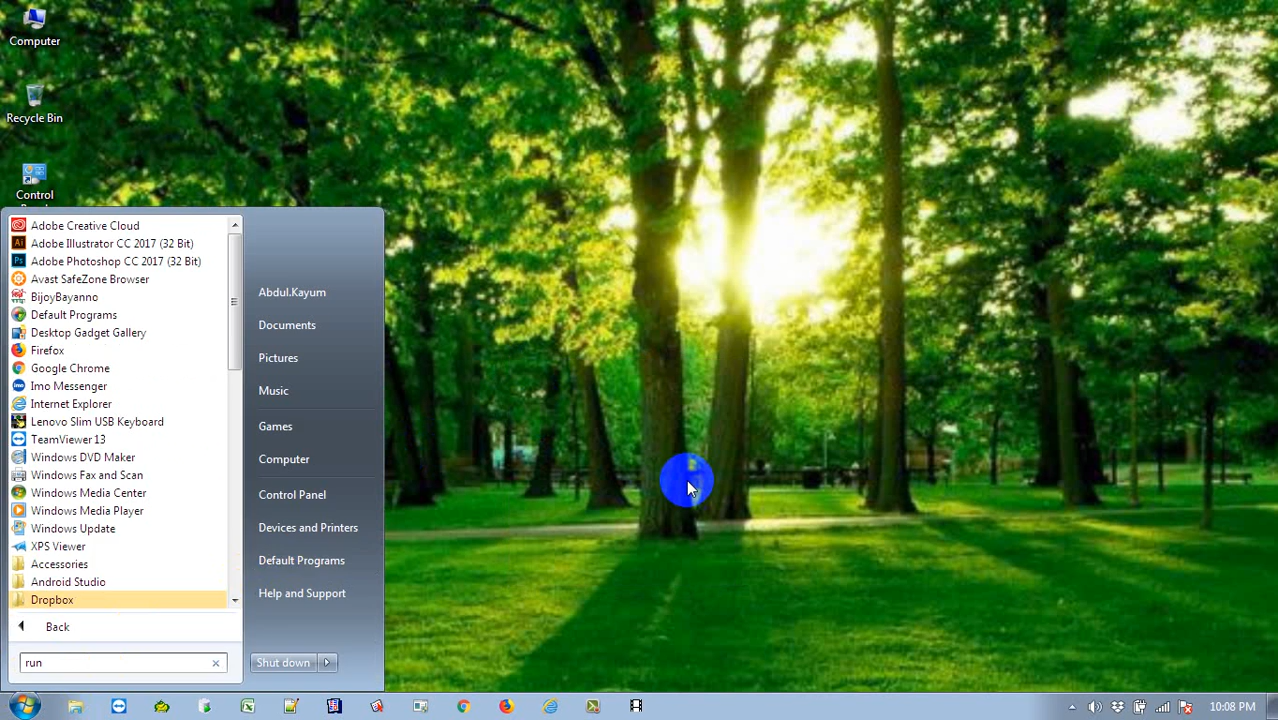 Computer
Recycle Bin
Control
Adobe Creative Cloud
Adobe Illustrator CC 2017 (32 Bit)
Adobe Photoshop CC 2017 (32 Bit)
Avast SafeZone Browser
BijoyBayanno
Default Programs
Desktop Gadget Gallery
Firefox
Google Chrome
Imo Messenger
Internet Explorer
Lenovo Slim USB Keyboard
TeamViewer 13
Windows DVD Maker
Windows Fax and Scan
Windows Media Center
Windows Media Player
Windows Update
XPS Viewer
Accessories
Android Studio
Dropbox
Back
run
Abdul.Kayum
Documents
Pictures
Music
Games
Computer
Control Panel
Devices and Printers
Default Programs
Help and Support
Shut down
10:08 PM